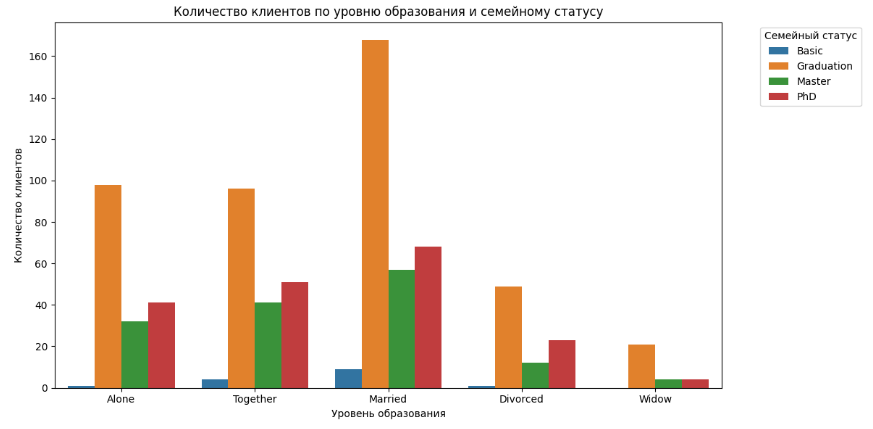 Количество клиентов по уровню образования и семейному статусу
Семейный статус
Basic
Graduation
Master
PhD
Количество клиентов
160
140
120
100
80
60
40
20
0
Alone Together Married Divorced Widow
Уровень образования